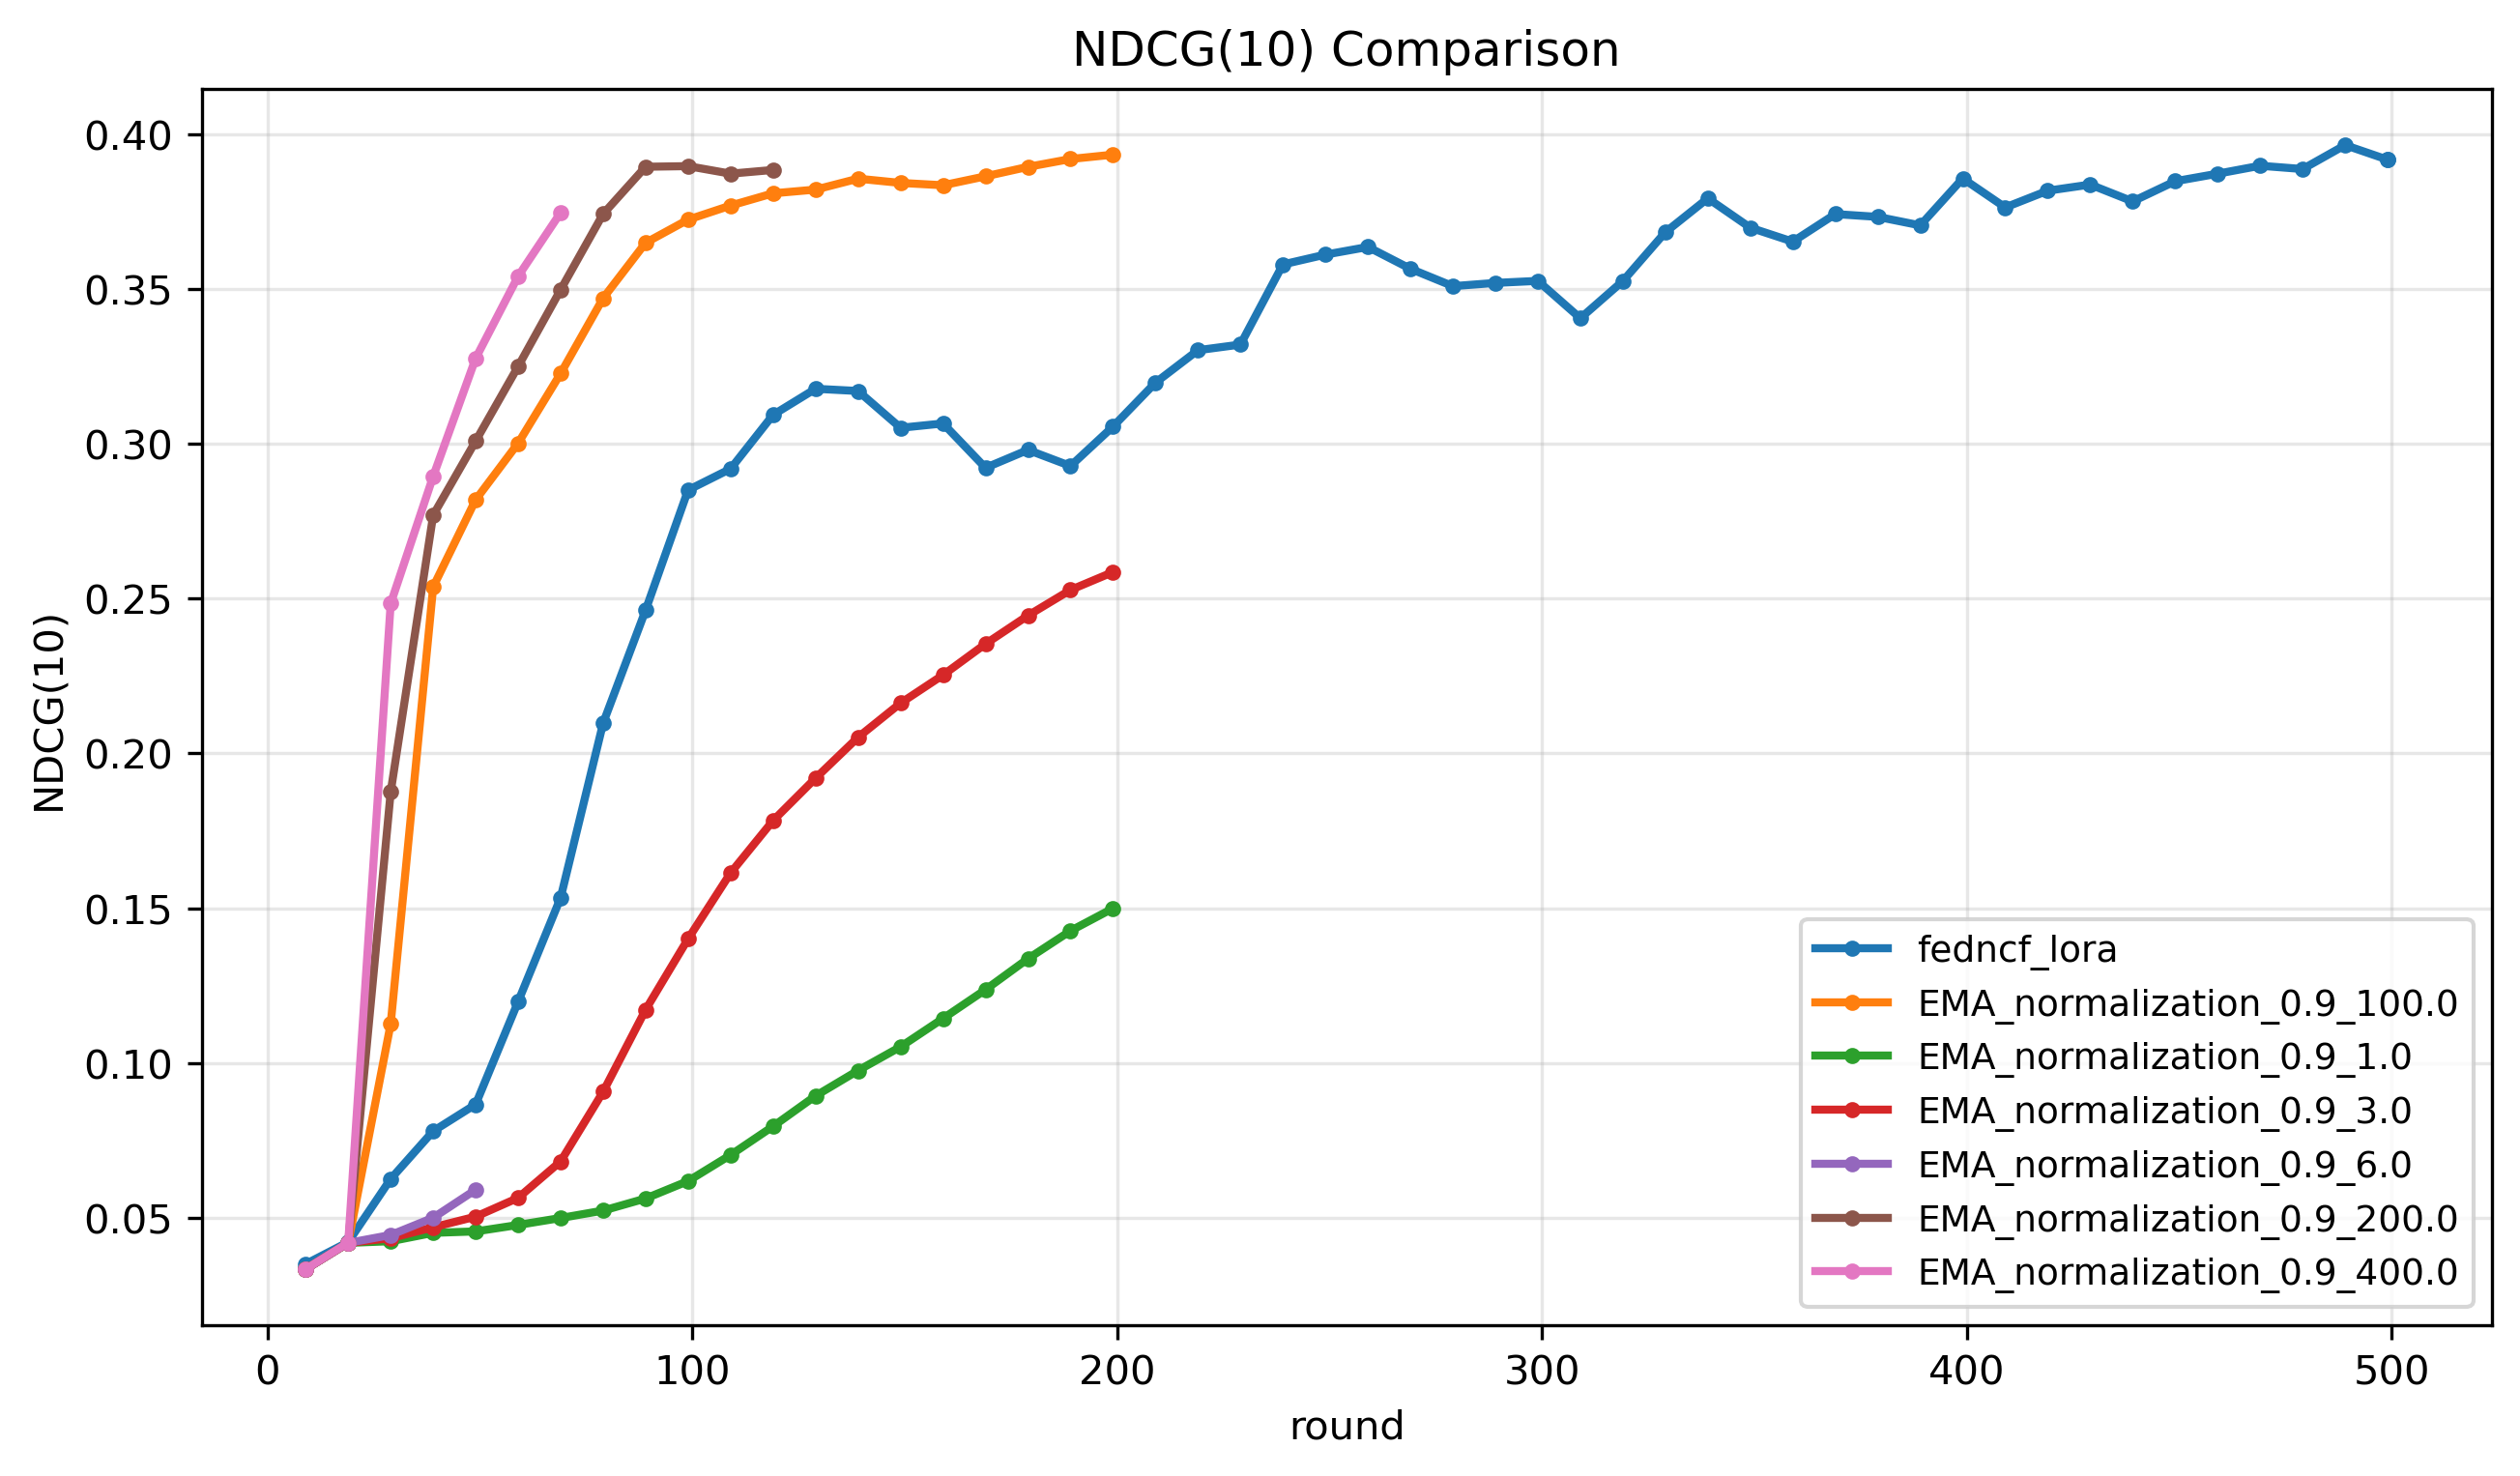 NDCG(10) Comparison
NDCG(10)
0.40
0.35
0.30
0.25
0.20
0.15
0.10
0.05
0 100 200 300 400 500
round
fedncf_lora
EMA_normalization_0.9_100.0
EMA_normalization_0.9_1.0
EMA_normalization_0.9_3.0
EMA_normalization_0.9_6.0
EMA_normalization_0.9_200.0
EMA_normalization_0.9_400.0